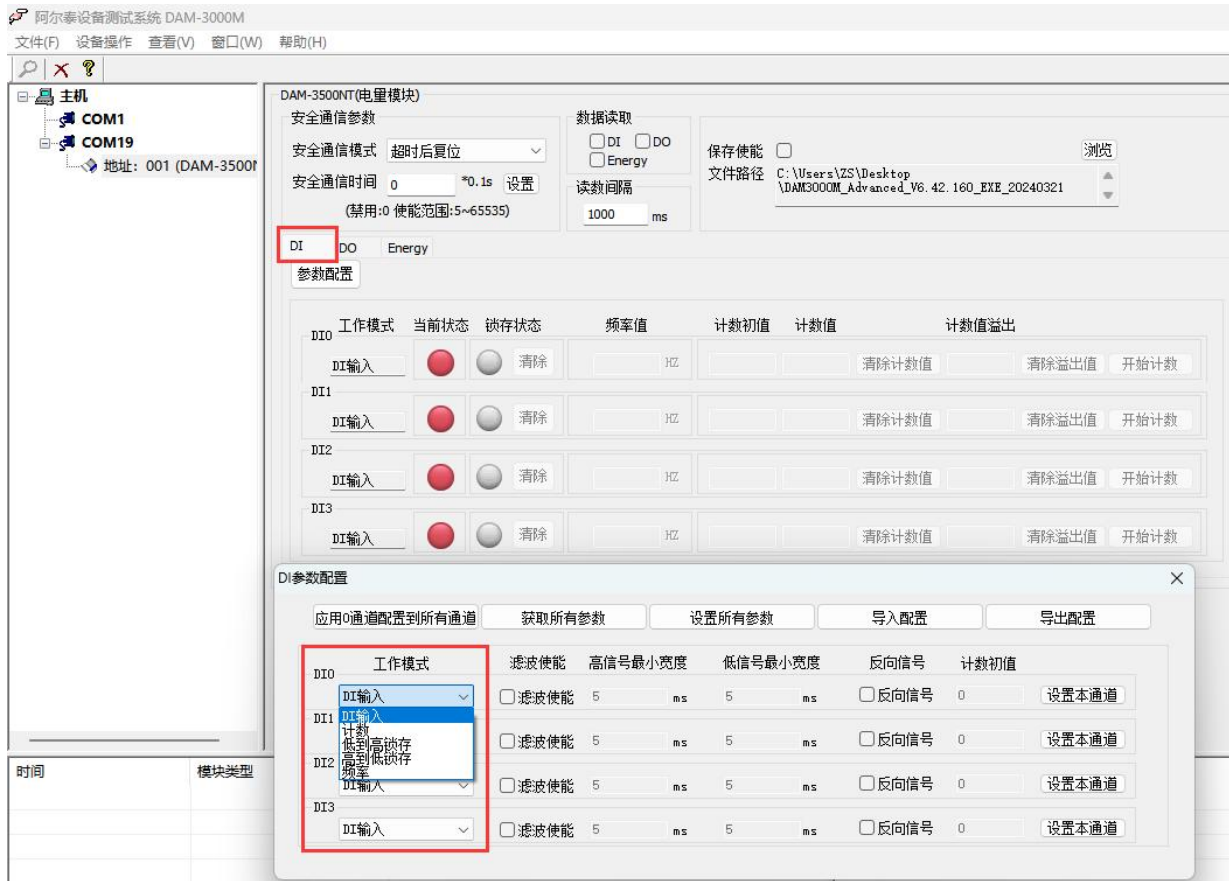 阿尔泰设备测试系统 DAM-3000M
文件(F) 设备操作 查看(V) 窗口(W) 帮助(H)
主机
COM1
COM19
地址：001 (DAM-3500N
DAM-3500NT(电量模块)
安全通信参数
安全通信模式 超时后复位
安全通信时间 0 *0.1s 设置
(禁用:0 使能范围:5~65535)
数据读取
DI DO
Energy
读数间隔
1000 ms
保存使能 浏览
文件路径 C:\Users\ZS\Desktop
\DAM3000M_Advanced_V6.42.160_EXE_20240321
DI DO Energy
参数配置
工作模式 当前状态 锁存状态 频率值 计数初值 计数值 计数值溢出
DI0
DI输入 清除 HZ 清除计数值 清除溢出值 开始计数
DI1
DI输入 清除 HZ 清除计数值 清除溢出值 开始计数
DI2
DI输入 清除 HZ 清除计数值 清除溢出值 开始计数
DI3
DI输入 清除 HZ 清除计数值 清除溢出值 开始计数
DI参数配置
应用0通道配置到所有通道 获取所有参数 设置所有参数 导入配置 导出配置
工作模式 滤波使能 高信号最小宽度 低信号最小宽度 反向信号 计数初值
DI0
DI输入 滤波使能 5 ms 5 ms 反向信号 0 设置本通道
DI输入
计数
低到高锁存
高到低锁存
频率
DI1
滤波使能 5 ms 5 ms 反向信号 0 设置本通道
DI2
DI输入 滤波使能 5 ms 5 ms 反向信号 0 设置本通道
DI3
DI输入 滤波使能 5 ms 5 ms 反向信号 0 设置本通道
时间 模块类型